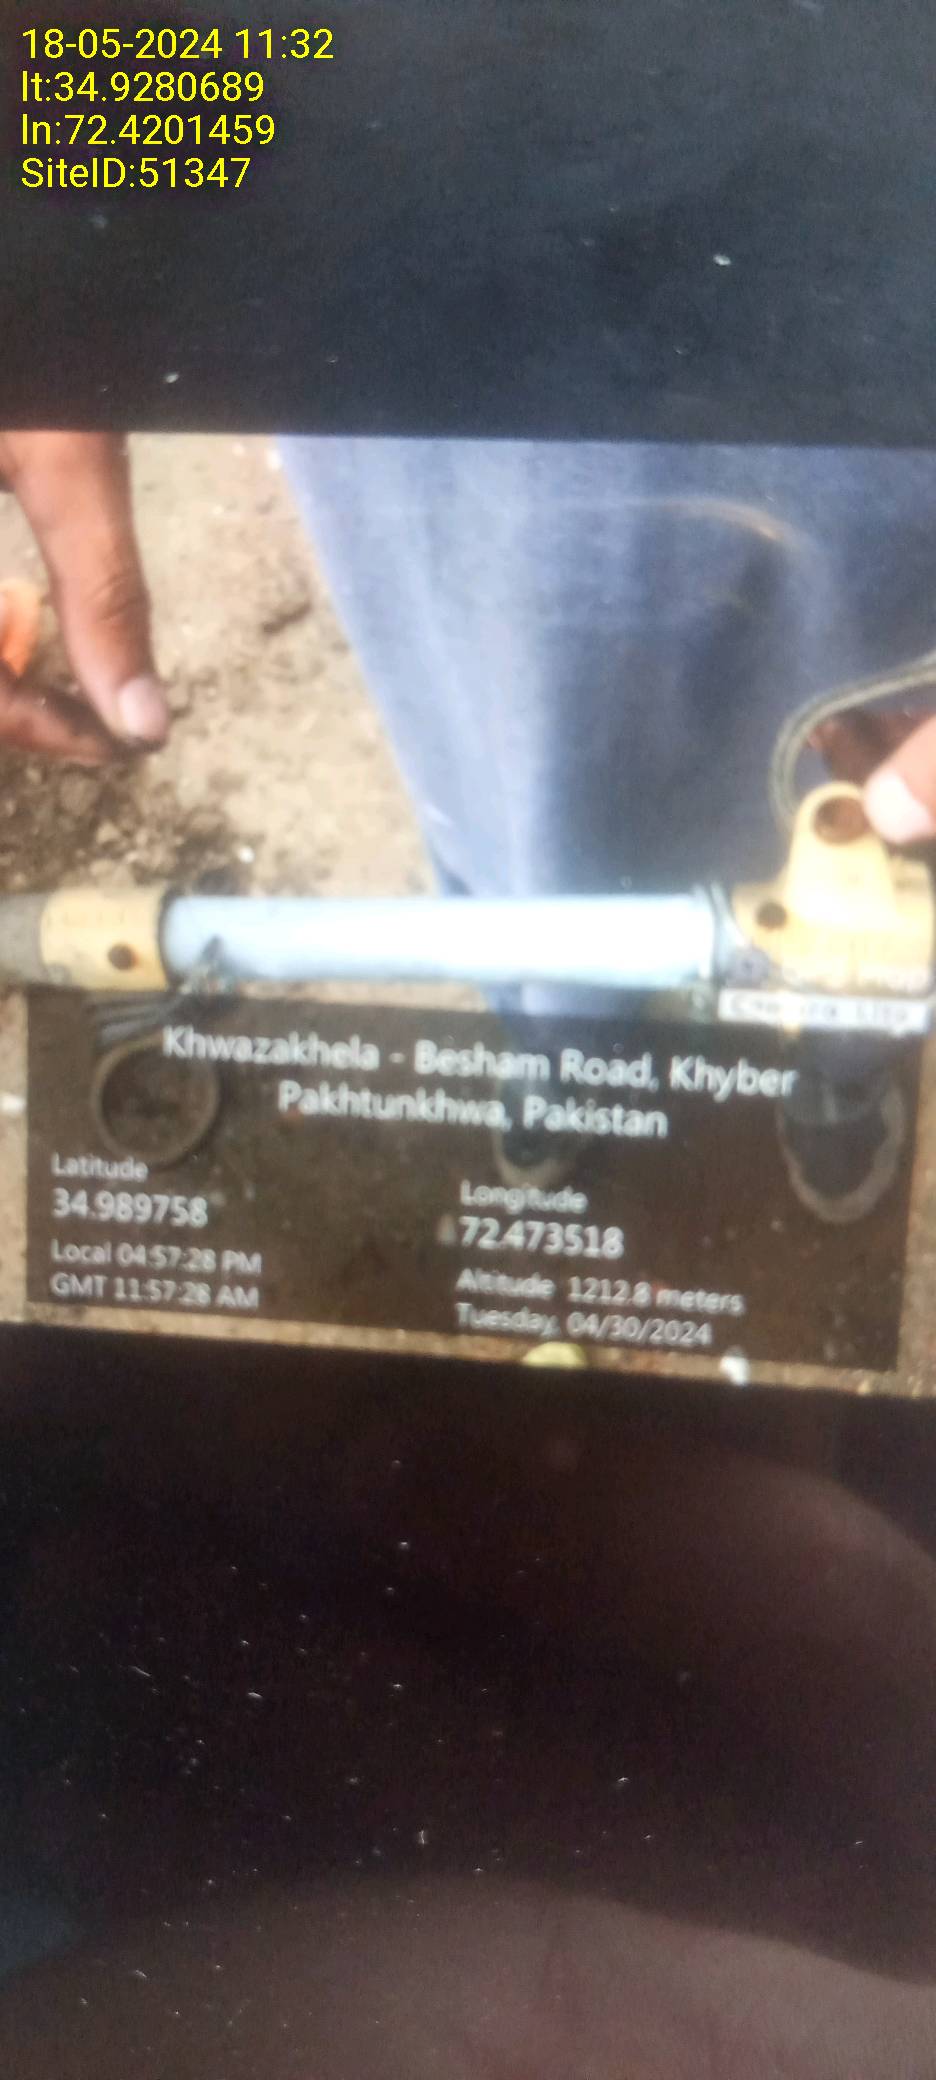 18-05-2024 11:32
lt:34.9280689
ln:72.4201459
SiteID:51347
Khwazakhela - Besham Road, Khyber
Pakhtunkhwa, Pakistan
Latitude
34.989758
Local 04:57:28 PM
GMT 11:57:28 AM
Longitude
72.473518
Altitude 1212.8 meters
Tuesday, 04/30/2024